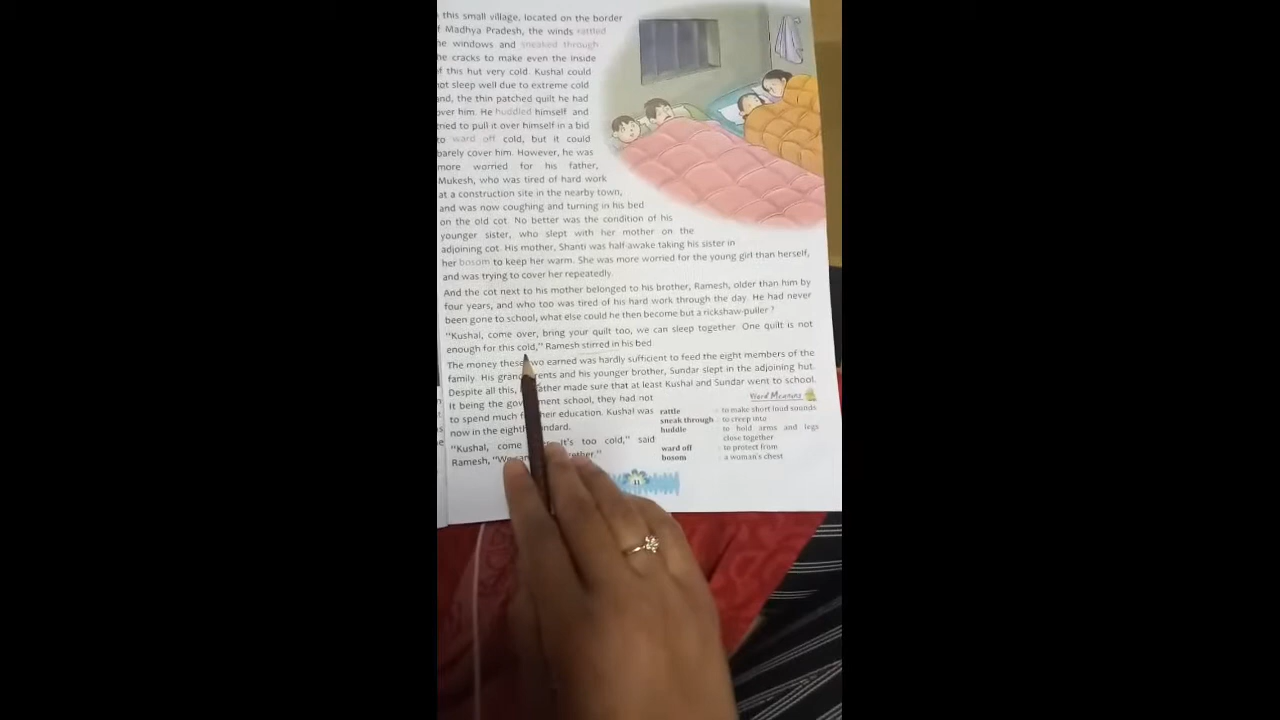 this small village, located on the border
f Madhya Pradesh, the winds rattled
he windows and sneaked through
he cracks to make even the inside
f this hut very cold. Kushal could
ot sleep well due to extreme cold
and, the thin patched quilt he had
over him. He huddled himself and
ried to pull it over himself in a bid
to ward off cold, but it could
barely cover him. However, he was
more worried for his father,
Mukesh, who was tired of hard work
at a construction site in the nearby town,
and was now coughing and turning in his bed
on the old cot. No better was the condition of his
younger sister, who slept with her mother on the
adjoining cot. His mother, Shanti was half-awake taking his sister in
her bosom to keep her warm. She was more worried for the young girl than herself,
and was trying to cover her repeatedly.
And the cot next to his mother belonged to his brother, Ramesh, older than him by
four years, and who too was tired of his hard work through the day. He had never
been gone to school, what else could he then become but a rickshaw-puller?
"Kushal, come over, bring your quilt too, we can sleep together. One quilt is not
enough for this cold," Ramesh stirred in his bed.
The money these two earned was hardly sufficient to feed the eight members of the
family. His grandparents and his younger brother, Sundar slept in the adjoining hut.
Despite all this, father made sure that at least Kushal and Sundar went to school.
It being the government school, they had not
to spend much for their education. Kushal was
now in the eighth standard.
"Kushal, come It's too cold," said
Ramesh, "We can
Word Meaning
rattle - to make short loud sounds
sneak through - to creep into
huddle - to hold arms and legs
close together
ward off - to protect from
bosom - a woman's chest
11